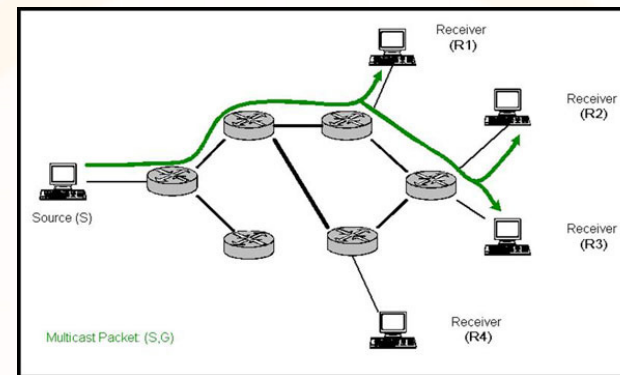 Receiver
(R1)
Receiver
(R2)
Source (S)
Receiver
(R3)
Multicast Packet: (S,G)
Receiver
(R4)